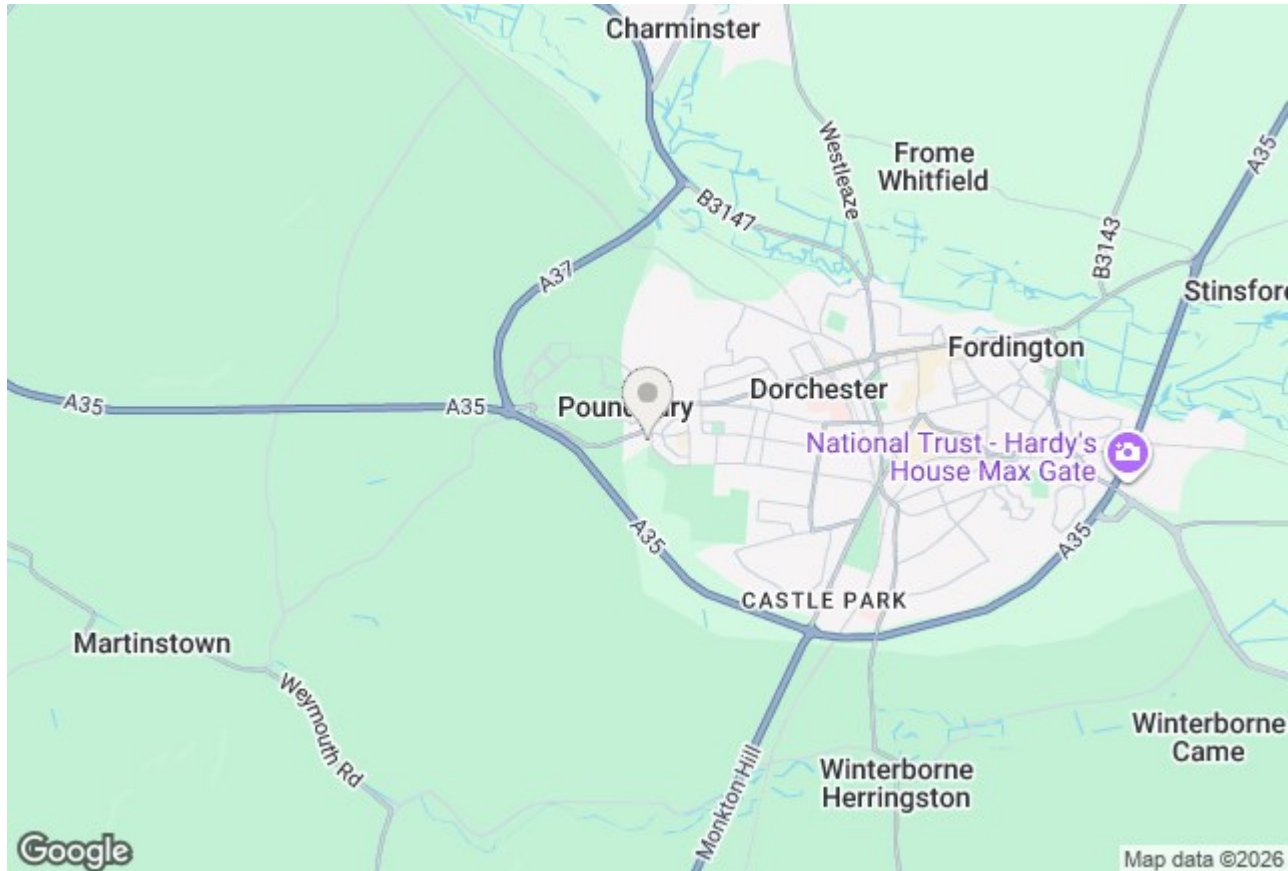 Charminster
Westleaze
Frome
Whitfield
A35
B3147
B3143
A37
Stinsford
Fordington
A35
A35
Dorchester
National Trust - Hardy's
House Max Gate
A35
A35
CASTLE PARK
Martinstown
Weymouth Rd
Winterborne
Came
Monkton Hill
Winterborne
Herringston
Google
Map data ©2026